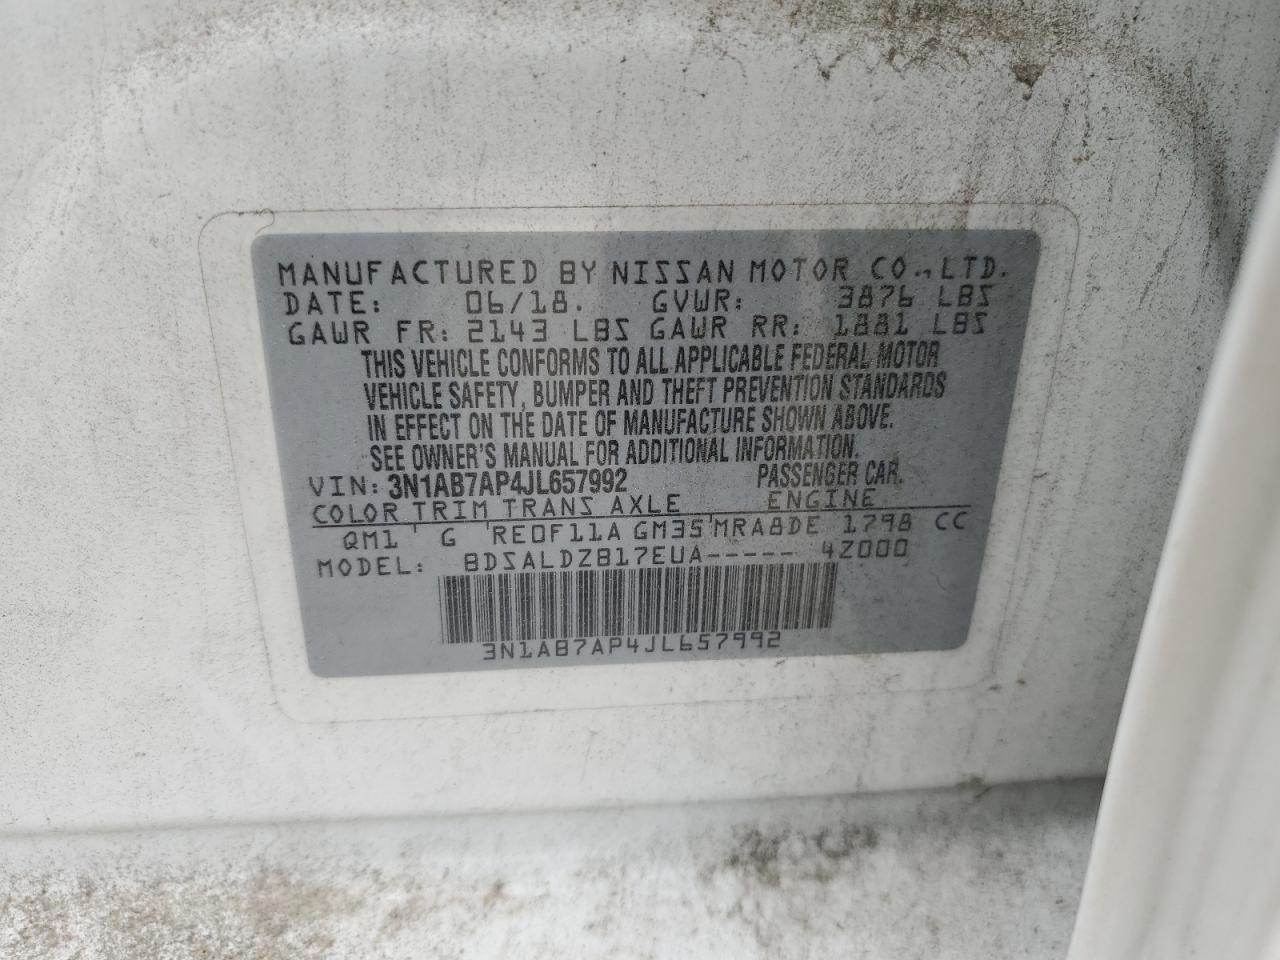 MANUFACTURED BY NISSAN MOTOR CO., LTD.
DATE: 06/18. GVWR: 3876 LBS
GAWR FR: 2143 LBS GAWR RR: 1881 LBS
THIS VEHICLE CONFORMS TO ALL APPLICABLE FEDERAL MOTOR
VEHICLE SAFETY, BUMPER AND THEFT PREVENTION STANDARDS
IN EFFECT ON THE DATE OF MANUFACTURE SHOWN ABOVE.
SEE OWNER'S MANUAL FOR ADDITIONAL INFORMATION.
VIN: 3N1AB7AP4JL657992 PASSENGER CAR.
COLOR TRIM TRANS AXLE ENGINE
QM1 ' G ' RE0F11A GM35 ' MRA8DE 1798 CC
MODEL: BDSALDZB17EUA----- 4Z000
3N1AB7AP4JL657992